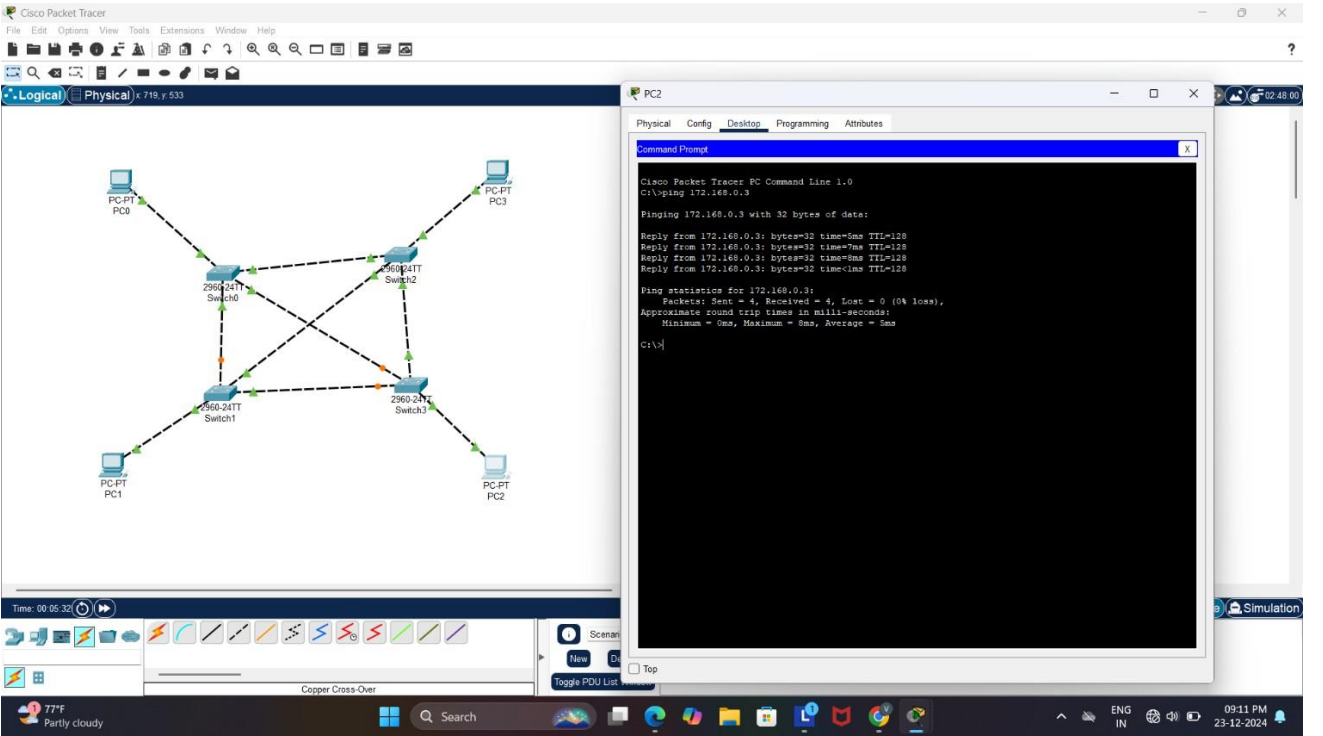 Cisco Packet Tracer
File Edit Options View Tools Extensions Window Help
?
Logical Physical x: 719, y: 533
02:48:00
PC2
Physical Config Desktop Programming Attributes
Command Prompt
X
Cisco Packet Tracer PC Command Line 1.0
C:\>ping 172.168.0.3
Pinging 172.168.0.3 with 32 bytes of data:
Reply from 172.168.0.3: bytes=32 time=5ms TTL=128
Reply from 172.168.0.3: bytes=32 time=7ms TTL=128
Reply from 172.168.0.3: bytes=32 time=8ms TTL=128
Reply from 172.168.0.3: bytes=32 time<1ms TTL=128
Ping statistics for 172.168.0.3:
Packets: Sent = 4, Received = 4, Lost = 0 (0% loss),
Approximate round trip times in milli-seconds:
Minimum = 0ms, Maximum = 8ms, Average = 5ms
C:\>
Top
PC-PT
PC0
PC-PT
PC3
2960-24TT
Switch0
2960-24TT
Switch2
2960-24TT
Switch1
2960-24TT
Switch3
PC-PT
PC1
PC-PT
PC2
Time: 00:05:32
Simulation
Scenari
New De
Toggle PDU List Window
Copper Cross-Over
1
77°F
Partly cloudy
Search
ENG
IN
09:11 PM
23-12-2024